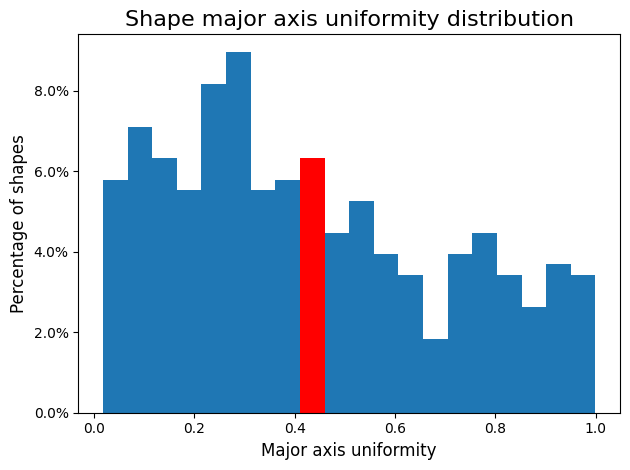 Shape major axis uniformity distribution
Percentage of shapes
8.0%
6.0%
4.0%
2.0%
0.0%
0.0 0.2 0.4 0.6 0.8 1.0
Major axis uniformity